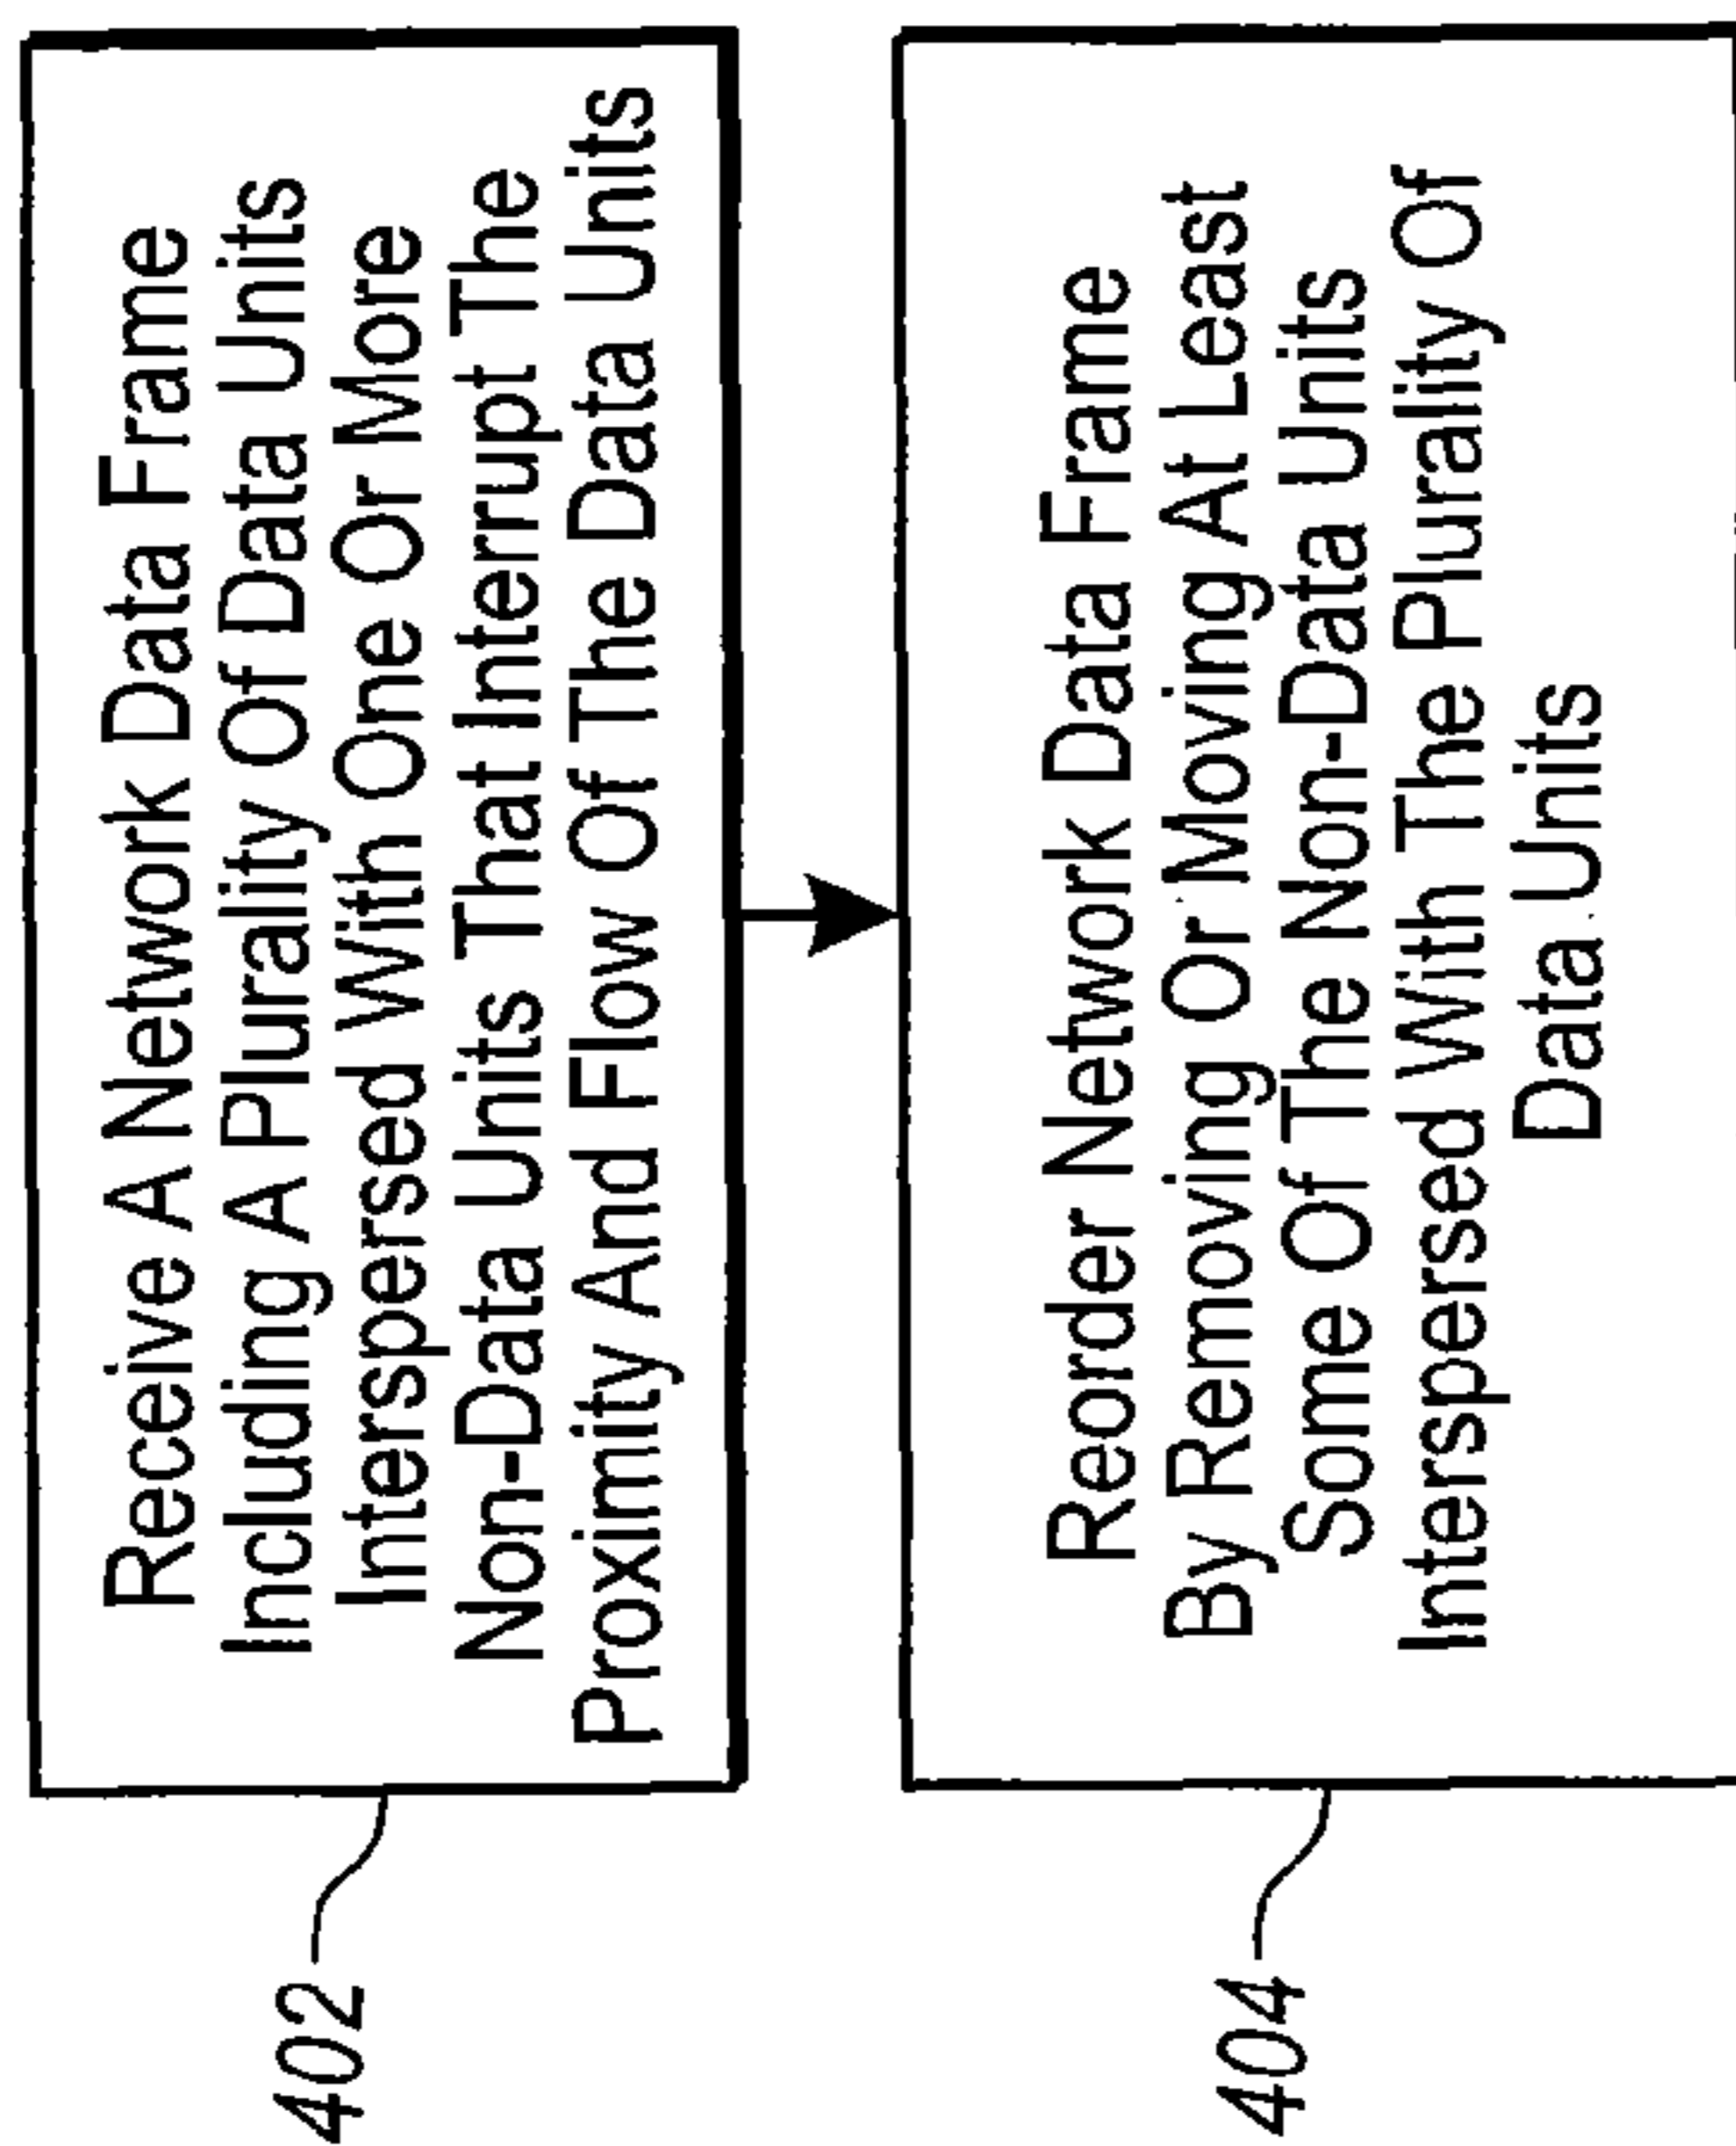 Receive A Network Data Frame
Including A Plurality Of Data Units
Interspersed With One Or More
Non-Data Units That Interrupt The
Proximity And Flow Of The Data Units
402
Reorder Network Data Frame
By Removing Or Moving At Least
Some Of The Non-Data Units
Interspersed With The Plurality Of
Data Units
404